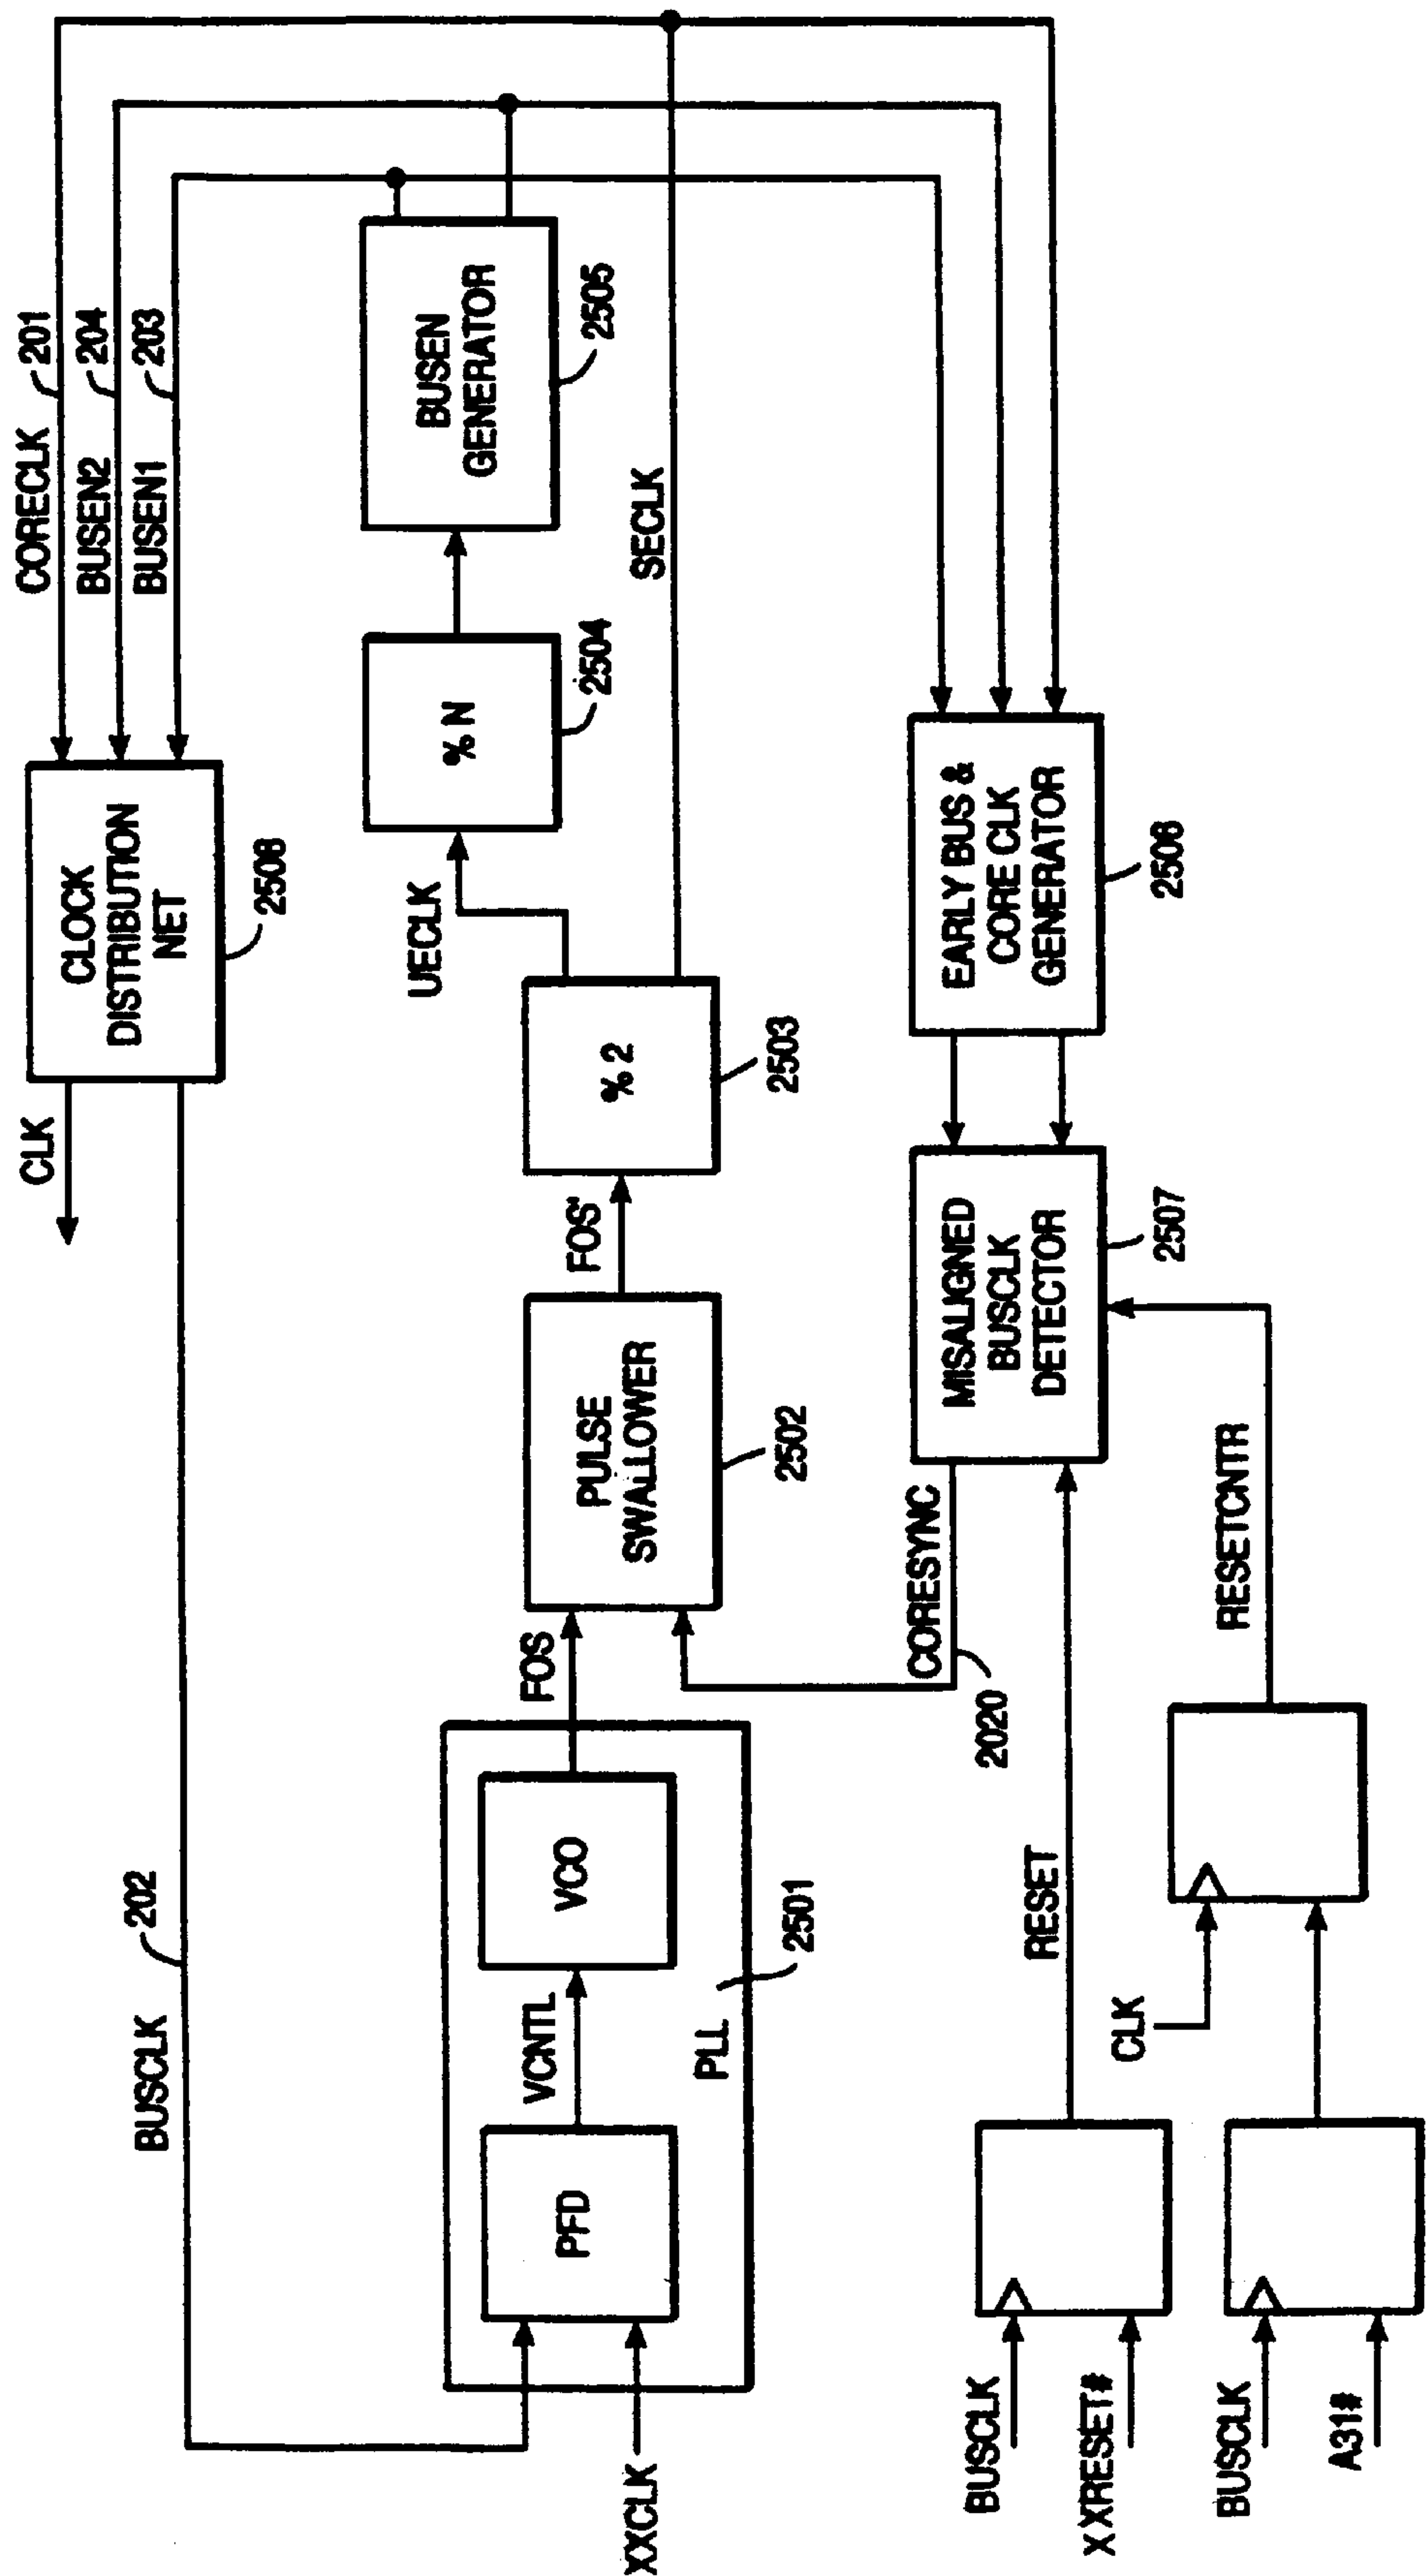 CORECLK
201
BUSEN2
204
BUSEN1
203
CLK
CLOCK
DISTRIBUTION
NET
2508
BUSCLK
202
UECLK
% N
2504
BUSEN
GENERATOR
2505
XXCLK
PFD
VCNTL
VCO
PLL
2501
FOS
PULSE
SWALLOWER
2502
FOS'
% 2
2503
SECLK
CORESYNC
2020
MISALIGNED
BUSCLK
DETECTOR
2507
EARLY BUS &
CORE CLK
GENERATOR
2506
BUSCLK
XXRESET#
RESET
CLK
RESETCNTR
BUSCLK
A31#